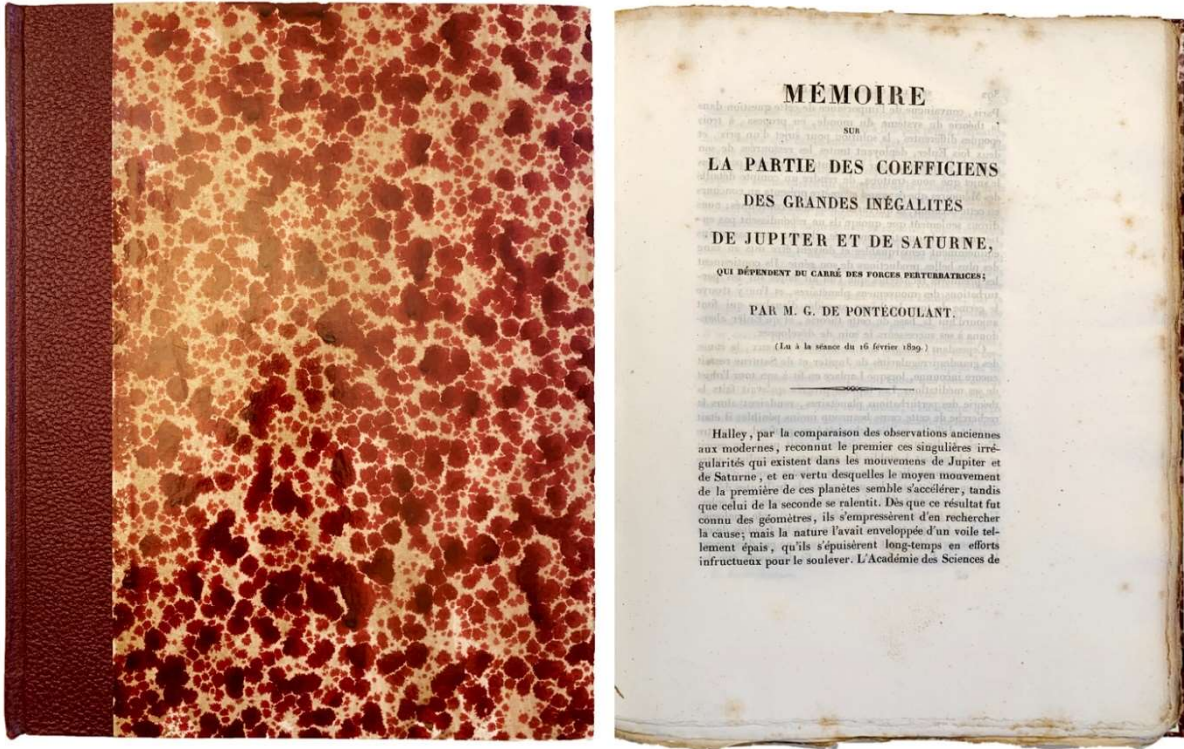 MÉMOIRE
SUR
LA PARTIE DES COEFFICIENS
DES GRANDES INÉGALITÉS
DE JUPITER ET DE SATURNE,
QUI DÉPENDENT DU CARRÉ DES FORCES PERTURBATRICES;
PAR M. G. DE PONTÉCOULANT.
(Lu à la séance du 16 février 1829.)
Halley, par la comparaison des observations anciennes
aux modernes, reconnut le premier ces singulières irré-
gularités qui existent dans les mouvemens de Jupiter et
de Saturne, et en vertu desquelles le moyen mouvement
de la première de ces planètes semble s'accélérer, tandis
que celui de la seconde se ralentit. Dès que ce résultat fut
connu des géomètres, ils s'empressèrent d'en rechercher
la cause; mais la nature l'avait enveloppée d'un voile tel-
lement épais, qu'ils s'épuisèrent long-temps en efforts
infructueux pour le soulever. L'Académie des Sciences de